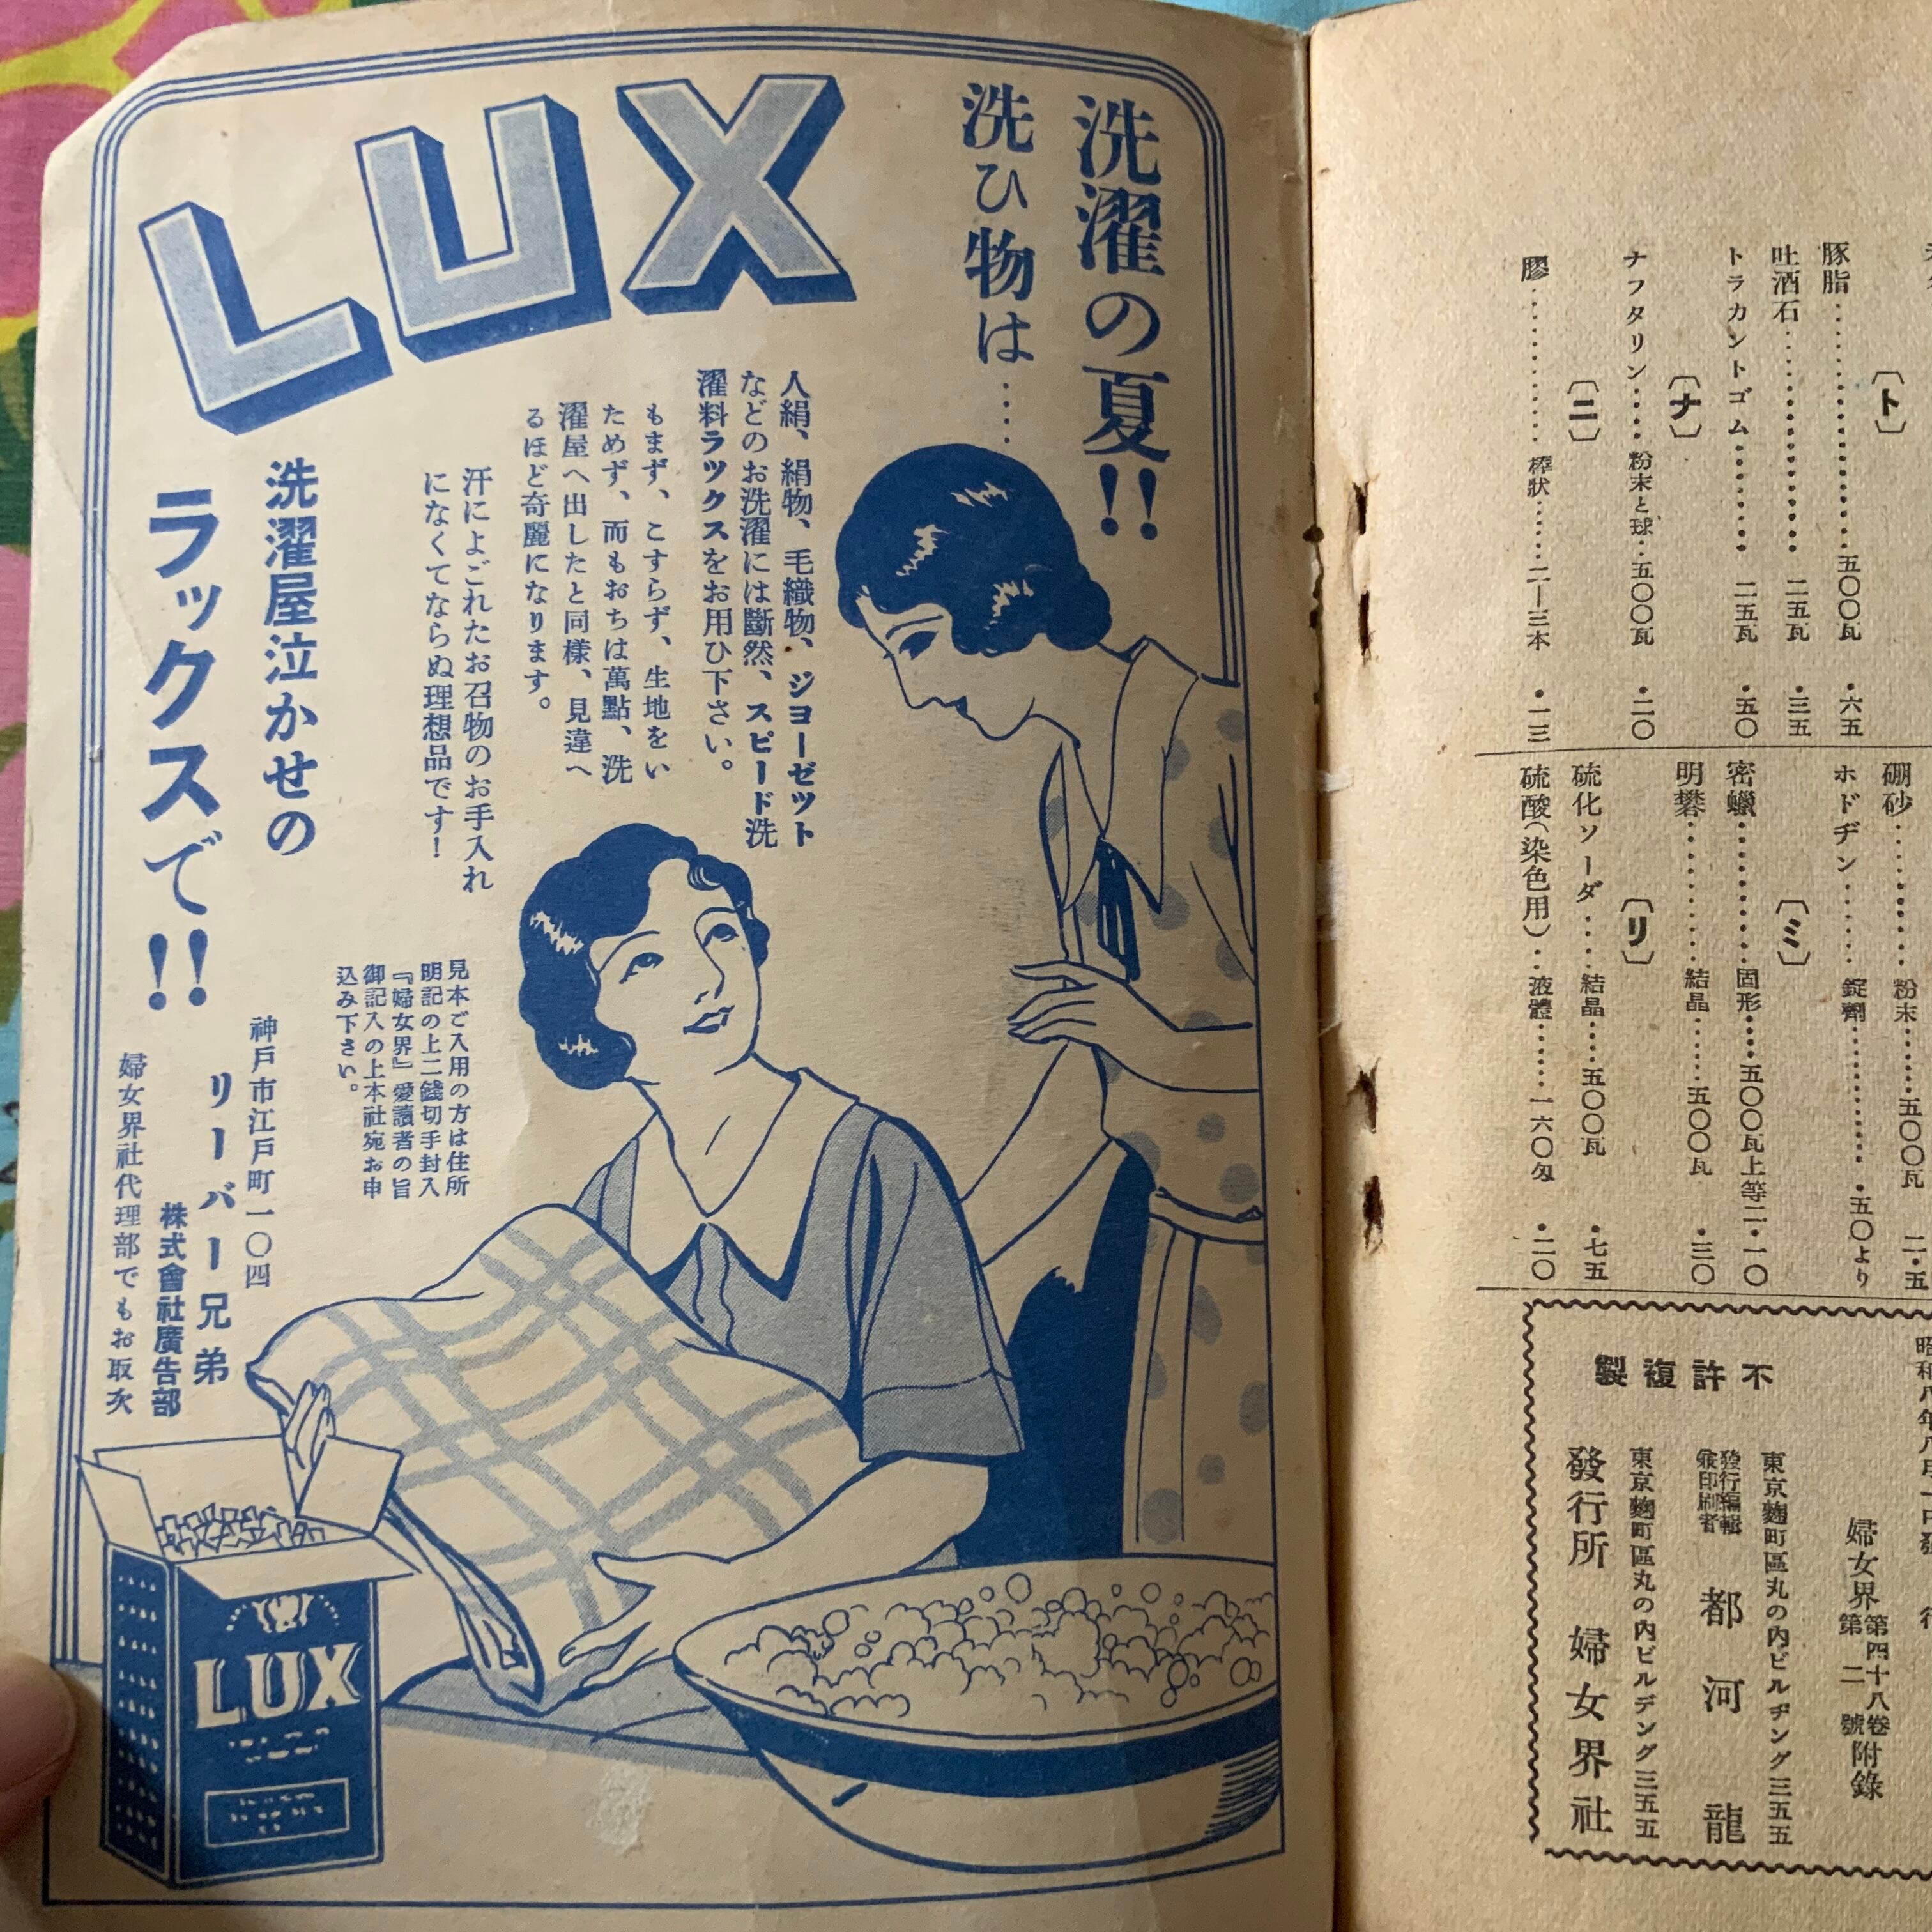 洗濯の夏!!
洗ひ物は……
LUX
人絹、絹物、毛織物、ジヨーゼツト
などのお洗濯には斷然、スピード洗
濯料ラツクスをお用ひ下さい。
もまず、こすらず、生地をい
ためず、而もおちは萬點、洗
濯屋へ出したと同樣、見違へ
るほど奇麗になります。
汗によごれたお召物のお手入れ
になくてならぬ理想品です!
洗濯屋泣かせの
ラックスで!!
見本ご入用の方は住所
明記の上二錢切手封入
『婦女界』愛讀者の旨
御記入の上本社宛お申
込み下さい。
神戸市江戸町一〇四
リーバー兄弟
株式會社廣告部
婦女界社代理部でもお取次
LUX
〔ト〕
豚脂…………五〇〇瓦 ・六五
吐酒石…………二五瓦 ・三五
トラカントゴム………二五瓦 ・五〇
〔ナ〕
ナフタリン……粉末と球‥五〇〇瓦 ・二〇
〔ニ〕
膠…………棒狀……二―三本 ・一三
硼砂…………粉末………五〇〇瓦 一・五
ホドヂン……錠劑…………・五〇より
〔ミ〕
密蠟…………固形……五〇〇瓦上等二・一〇
明礬…………結晶……五〇〇瓦 ・三〇
〔リ〕
硫化ソーダ……結晶……五〇〇瓦 ・七五
硫酸(染色用)…液體……一六〇匁 ・二〇
婦女界第四十八卷第二號附錄
不許複製
東京麴町區丸の内ビルヂング三五五
發行編輯兼印刷者 都河龍
東京麴町區丸の内ビルデング三五五
發行所 婦女界社